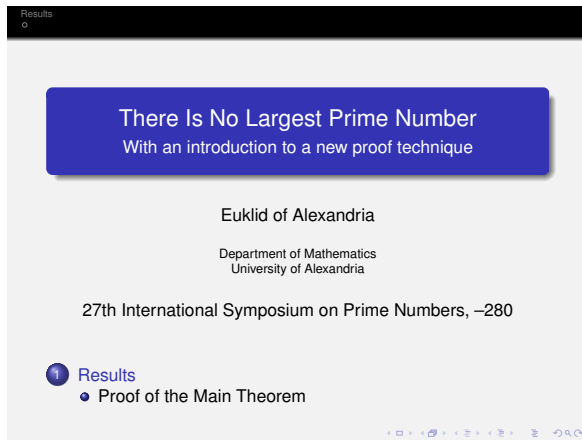 Results
There Is No Largest Prime Number
With an introduction to a new proof technique
Euklid of Alexandria
Department of Mathematics
University of Alexandria
27th International Symposium on Prime Numbers, –280
1 Results
Proof of the Main Theorem